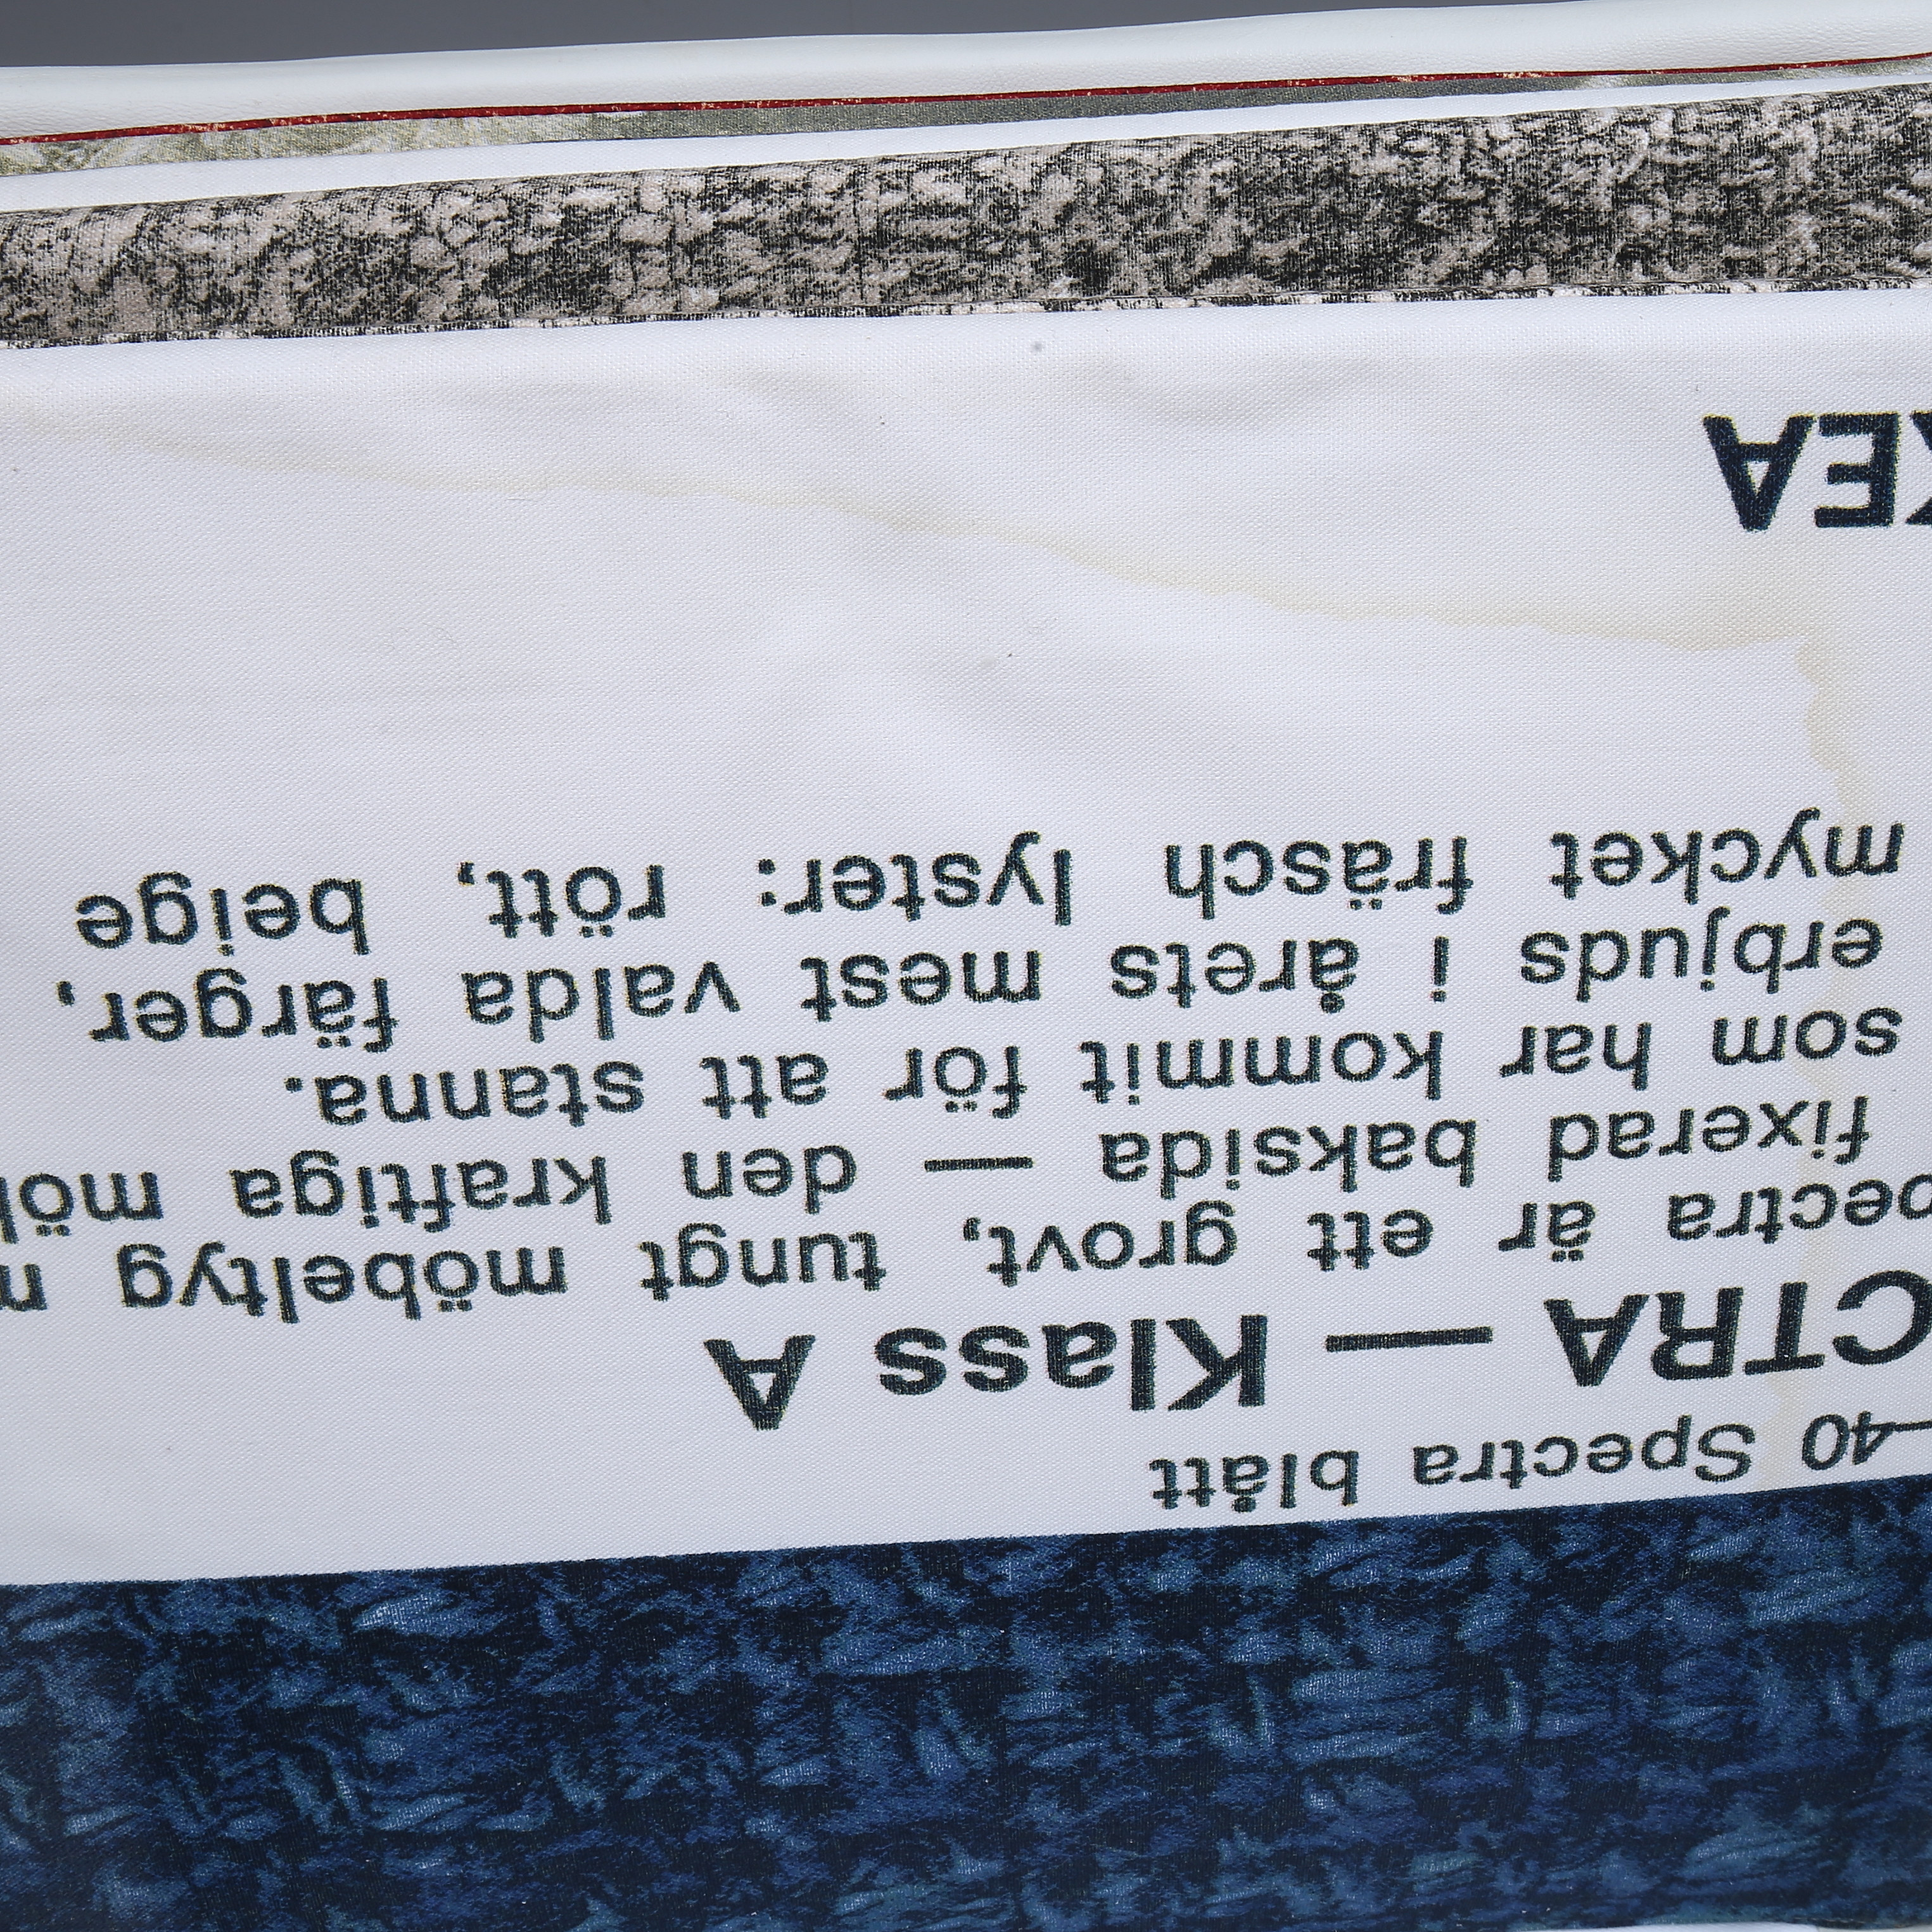 –40 Spectra blått
CTRA — Klass A
pectra är ett grovt, tungt möbeltyg m
fixerad baksida — den kraftiga möb
som har kommit för att stanna.
erbjuds i årets mest valda färger,
mycket fräsch lyster: rött, beige
KEA